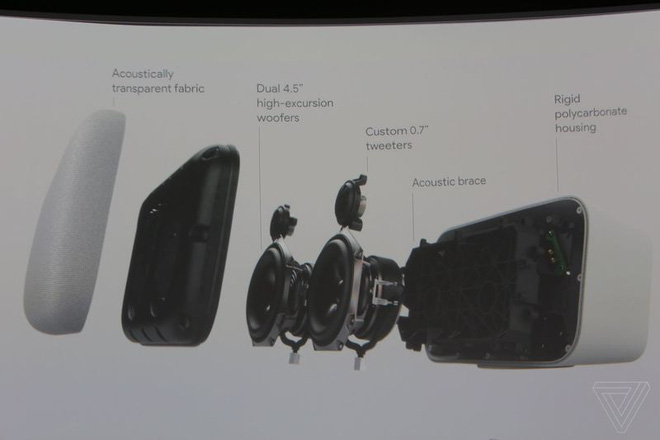 Acoustically
transparent fabric
Dual 4.5"
high-excursion
woofers
Custom 0.7"
tweeters
Acoustic brace
Rigid
polycarbonate
housing